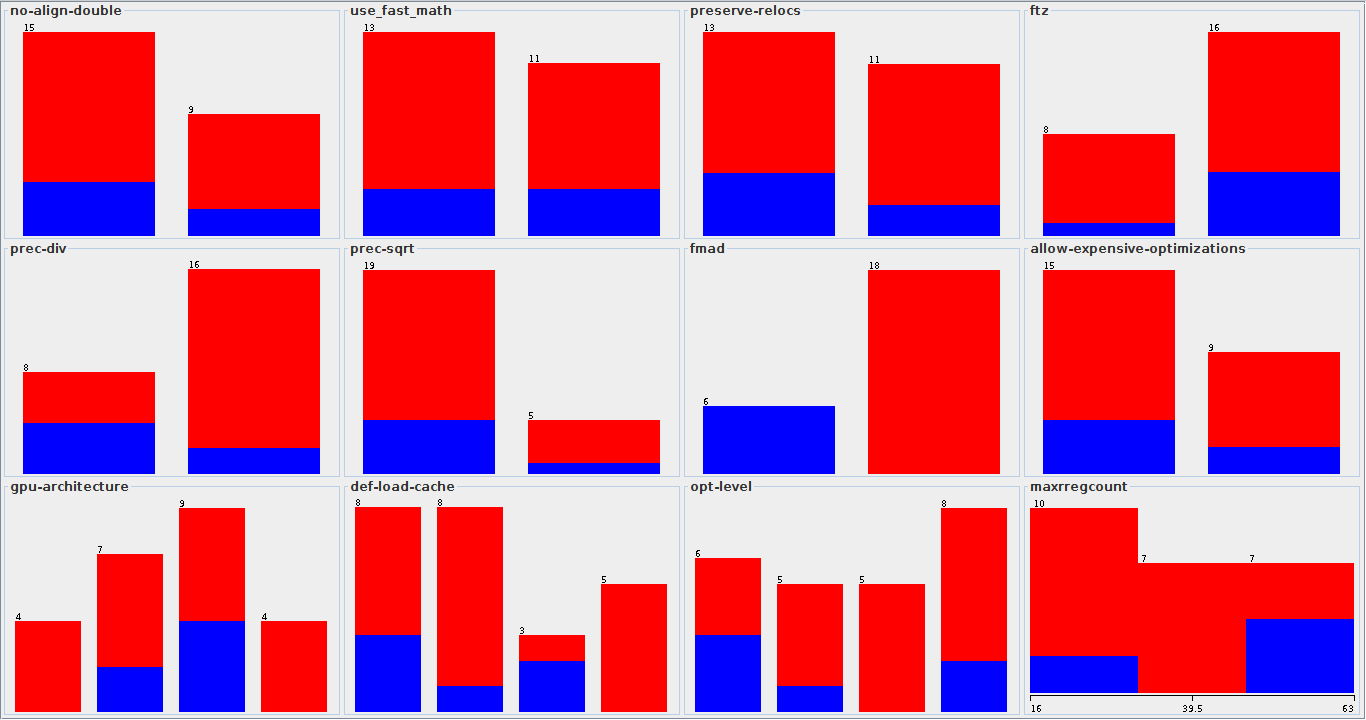 no-align-double
15
9
use_fast_math
13
11
preserve-relocs
13
11
ftz
8
16
prec-div
8
16
prec-sqrt
19
5
fmad
6
18
allow-expensive-optimizations
15
9
gpu-architecture
4
7
9
4
def-load-cache
8
8
3
5
opt-level
6
5
5
8
maxrregcount
10
7
7
16
39.5
63